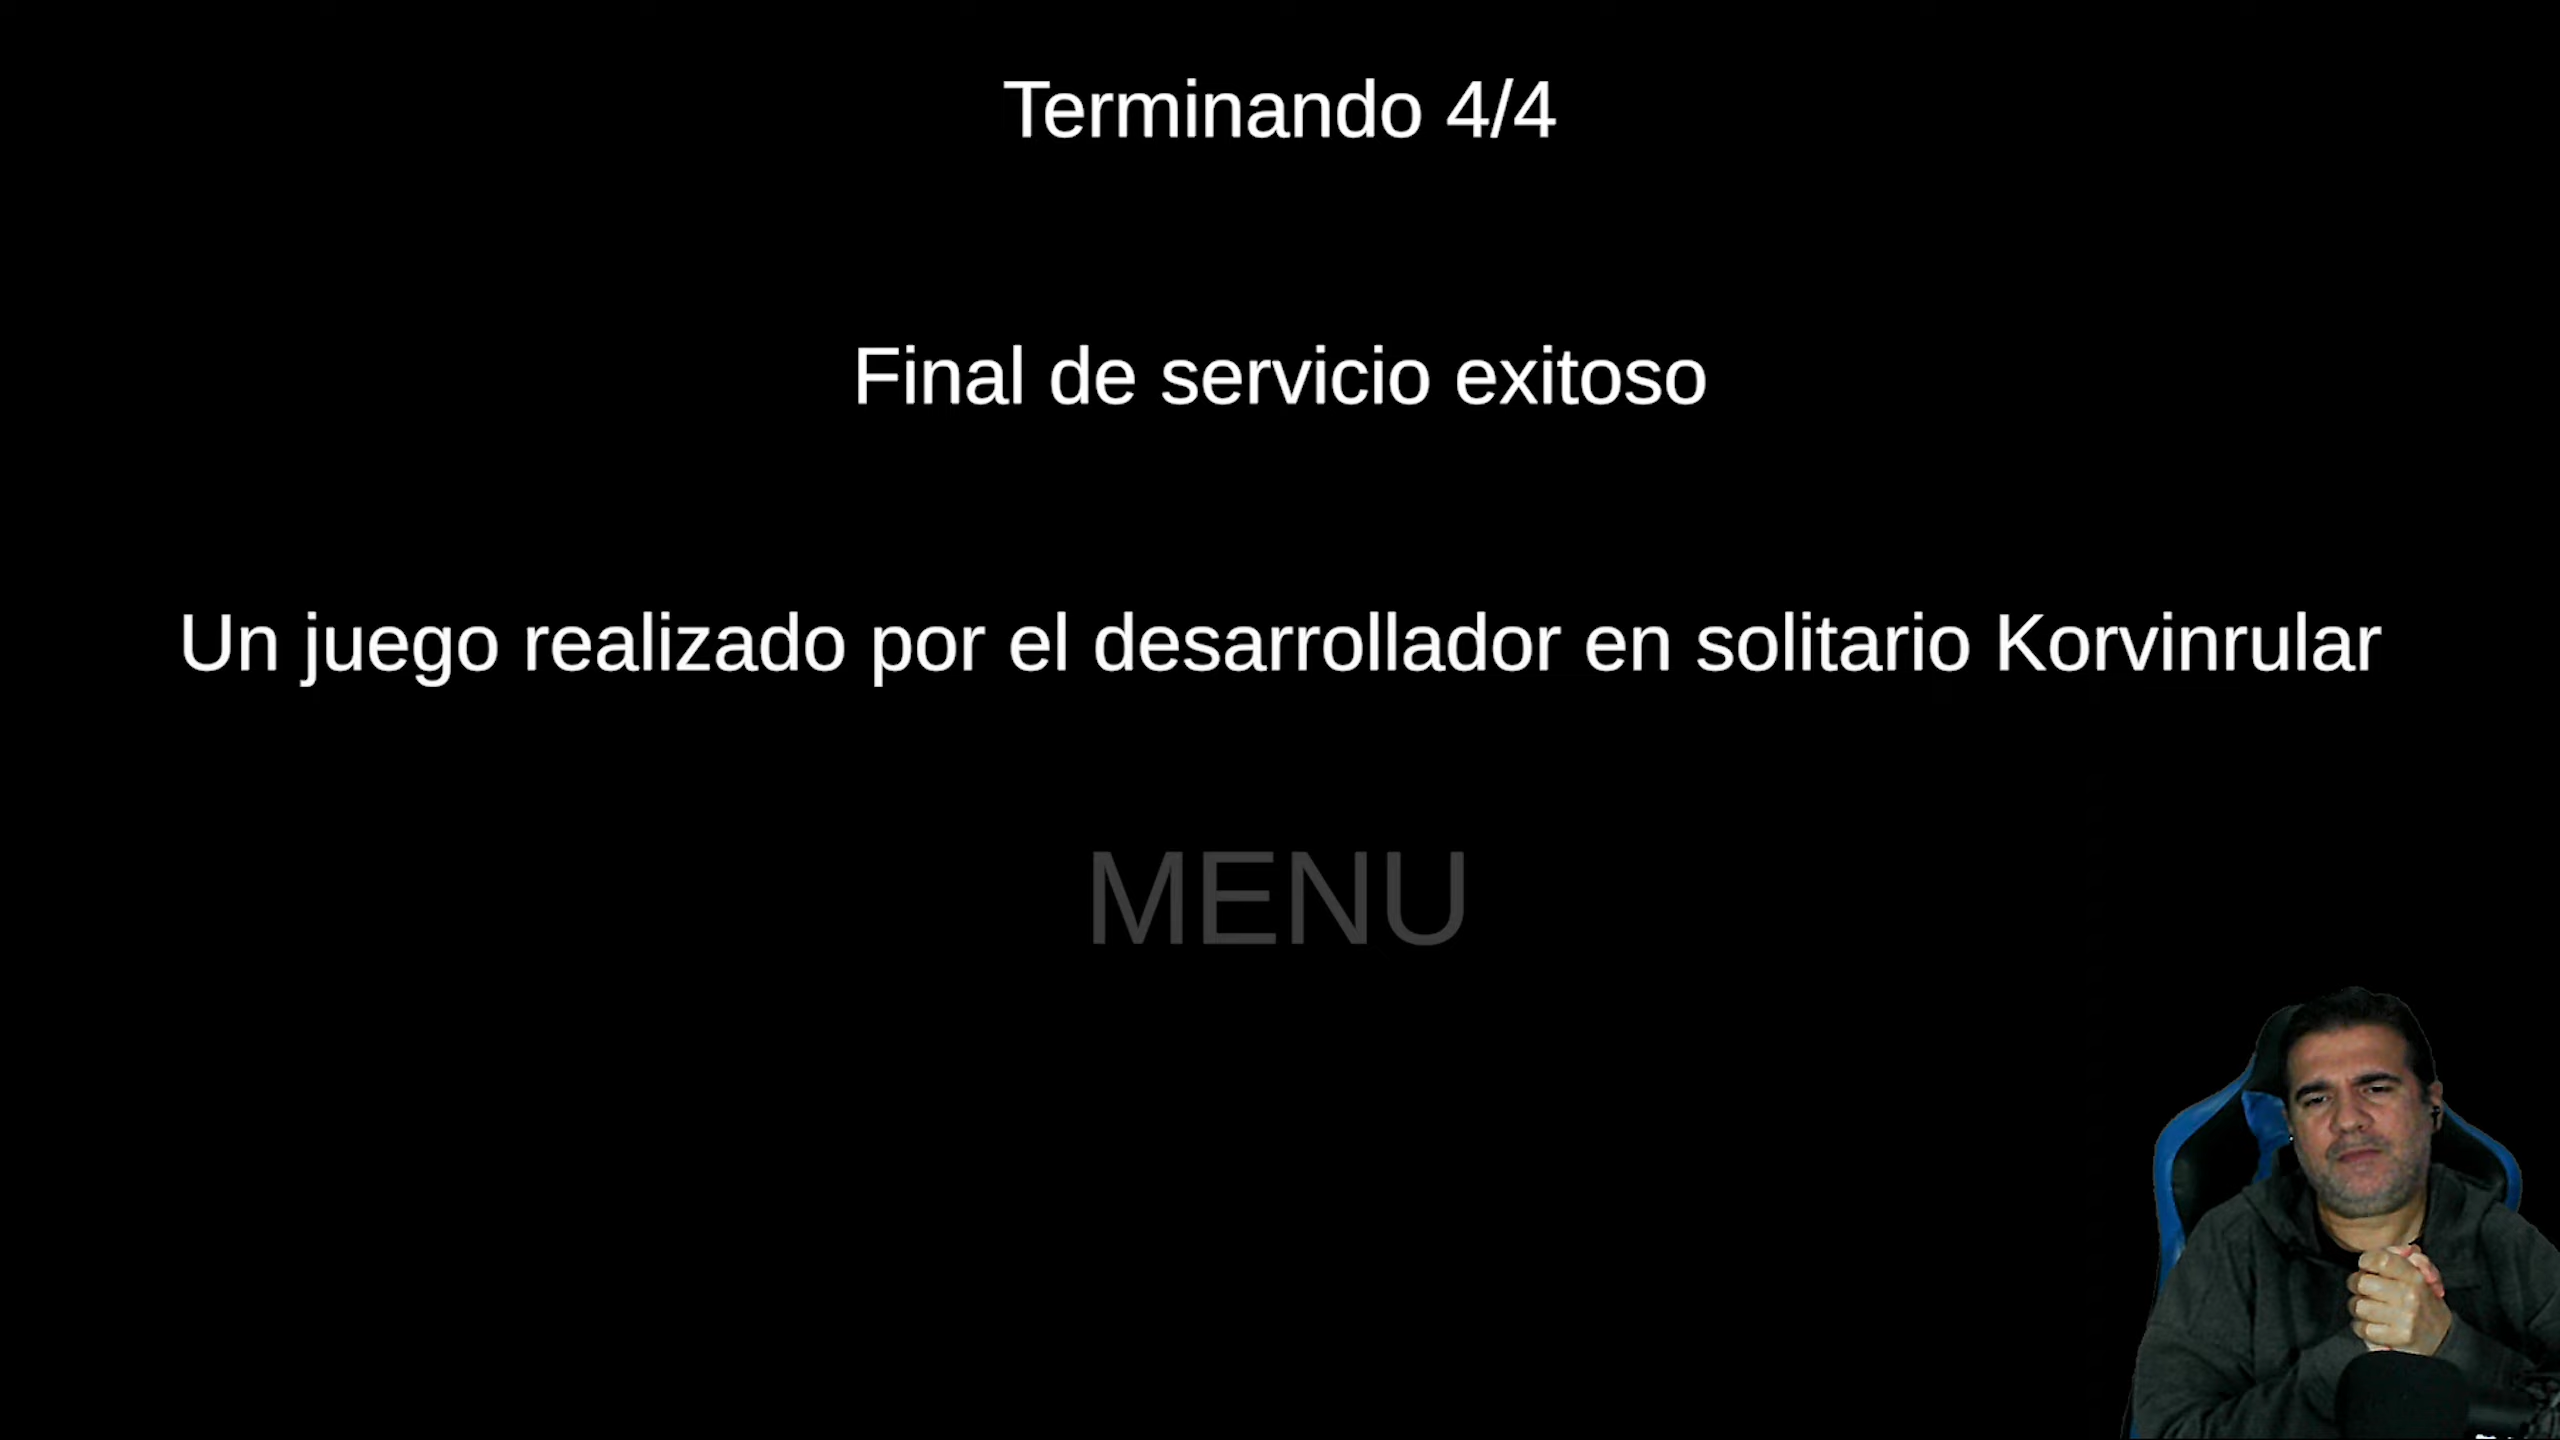 Terminando 4/4
Final de servicio exitoso
Un juego realizado por el desarrollador en solitario Korvinrular
MENU